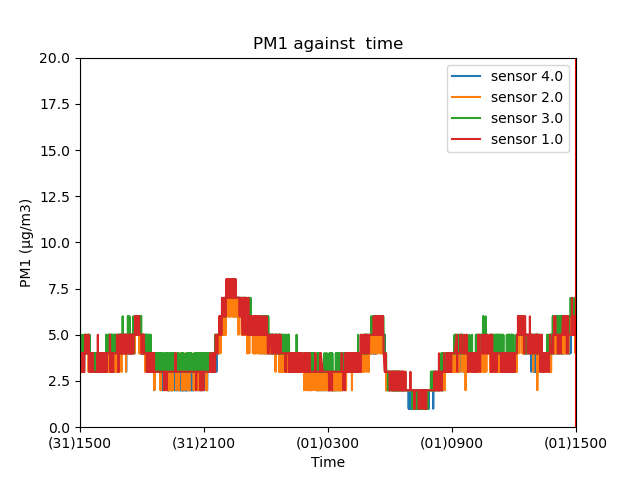 PM1 against  time
20.0
17.5
15.0
12.5
10.0
7.5
5.0
2.5
0.0
PM1 (µg/m3)
sensor 4.0
sensor 2.0
sensor 3.0
sensor 1.0
(31)1500 (31)2100 (01)0300 (01)0900 (01)1500
Time